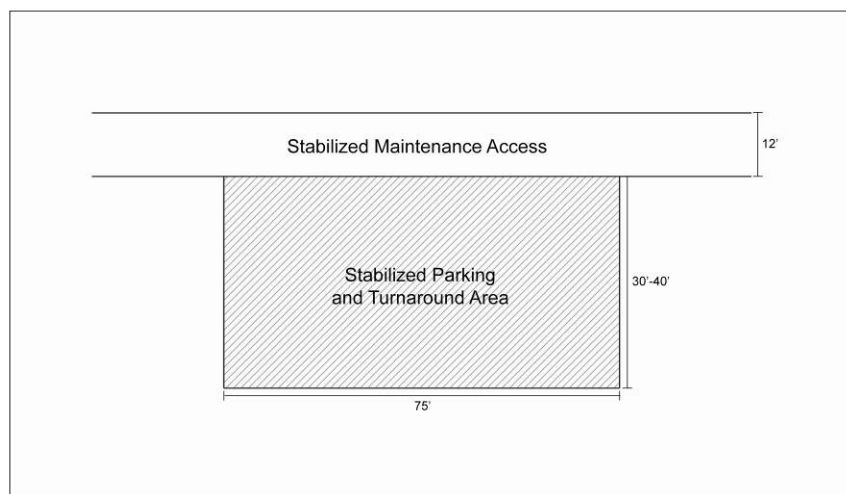 Stabilized Maintenance Access
12’
Stabilized Parking
and Turnaround Area
30’-40’
75’